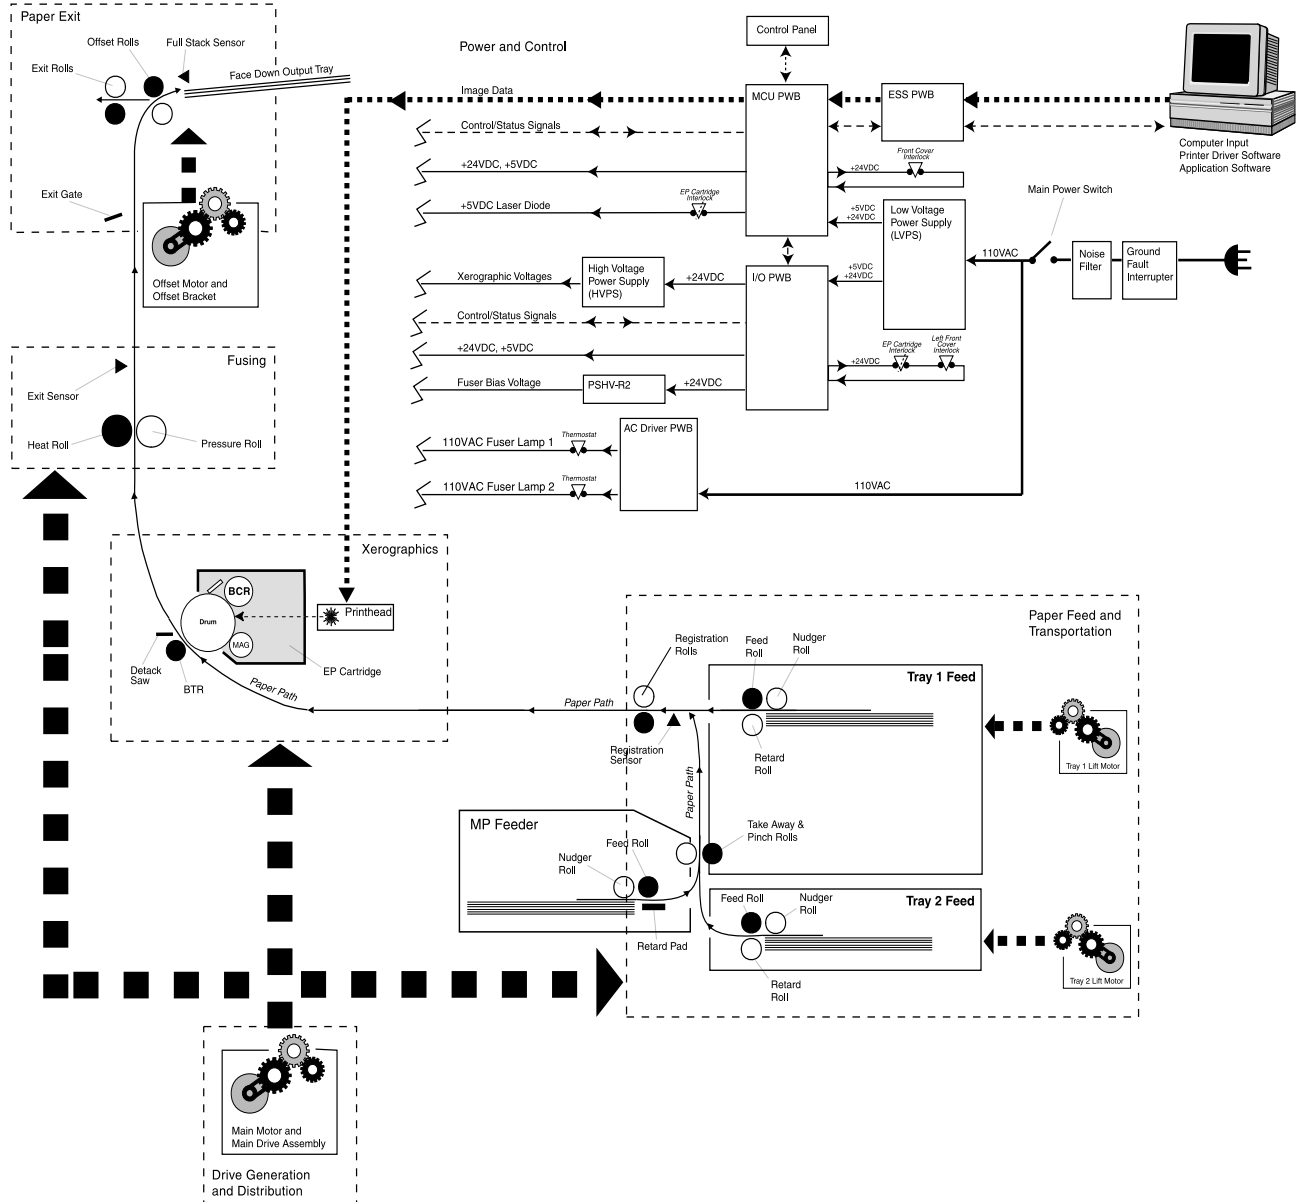 Paper Exit
Offset Rolls
Full Stack Sensor
Exit Rolls
Face Down Output Tray
Exit Gate
Offset Motor and
Offset Bracket
Power and Control
Control Panel
Image Data
MCU PWB
ESS PWB
Control/Status Signals
Computer Input
Printer Driver Software
Application Software
+24VDC, +5VDC
Front Cover
Interlock
+24VDC
EP Cartridge
Interlock
+5VDC Laser Diode
+5VDC
+24VDC
Low Voltage
Power Supply
(LVPS)
Main Power Switch
110VAC
Noise
Filter
Ground
Fault
Interrupter
Xerographic Voltages
High Voltage
Power Supply
(HVPS)
+24VDC
I/O PWB
+5VDC
+24VDC
Control/Status Signals
+24VDC, +5VDC
EP Cartridge
Interlock
Left Front
Cover
Interlock
+24VDC
Fuser Bias Voltage
PSHV-R2
+24VDC
AC Driver PWB
110VAC Fuser Lamp 1
Thermostat
110VAC Fuser Lamp 2
Thermostat
110VAC
Fusing
Exit Sensor
Heat Roll
Pressure Roll
Xerographics
BCR
Drum
MAG
Printhead
EP Cartridge
Detack
Saw
BTR
Paper Path
Paper Path
Paper Feed and
Transportation
Registration
Rolls
Feed
Roll
Nudger
Roll
Tray 1 Feed
Registration
Sensor
Retard
Roll
Tray 1 Lift Motor
Paper Path
MP Feeder
Take Away &
Pinch Rolls
Feed Roll
Nudger
Roll
Retard Pad
Feed Roll
Nudger
Roll
Tray 2 Feed
Retard
Roll
Tray 2 Lift Motor
Main Motor and
Main Drive Assembly
Drive Generation
and Distribution